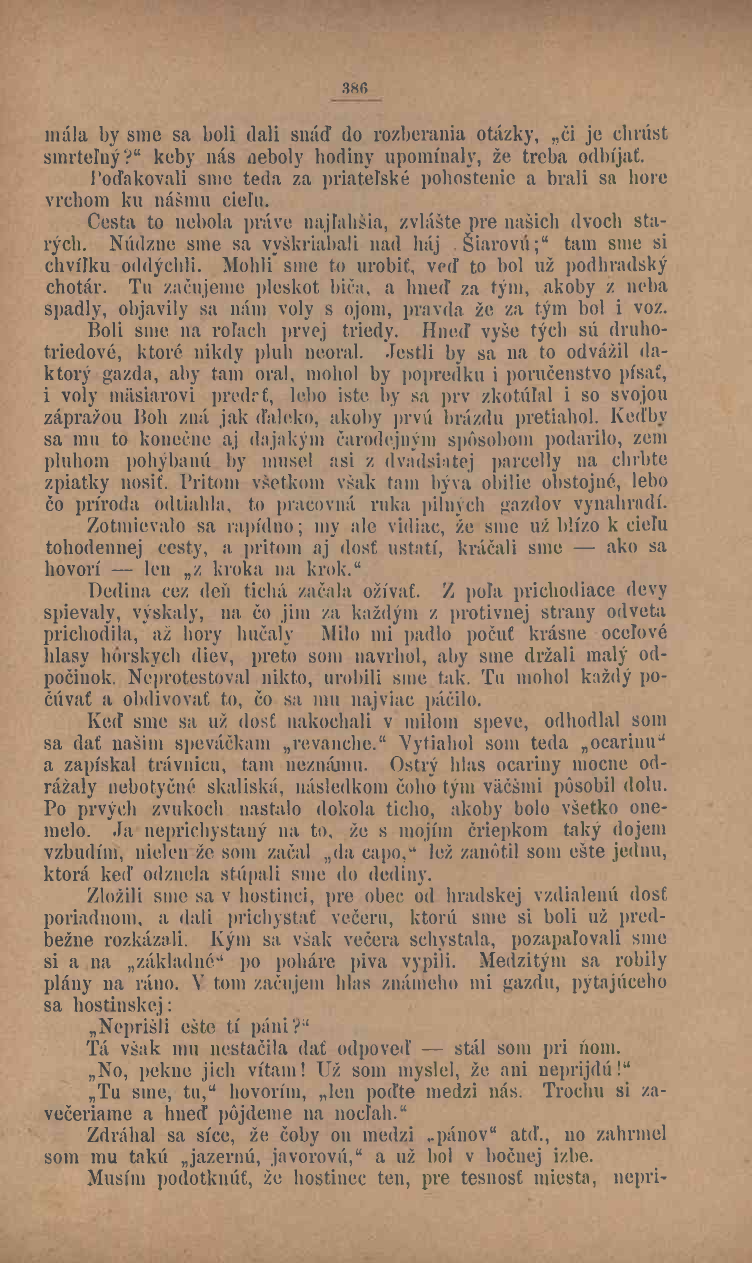 386
mála by sme sa boli dali snáď do rozberania otázky, „či je chrúst
smrteľný?“ keby nás neboly hodiny upomínaly, že treba odbíjať.
Poďakovali sme teda za priateľské pohostenie a brali sa hore
vrchom ku nášmu cieľu.
Cesta to nebola práve najľahšia, zvlášte pre našich dvoch sta-
rých. Núdzne sme sa vyškriabali nad háj „Šiarovú;“ tam sme si
chvíľku oddýchli. Mohli sme to urobiť, veď to bol už podhradský
chotár. Tu začujeme pleskot biča, a hneď za tým, akoby z neba
spadly, objavily sa nám voly s ojom, pravda že za tým bol i voz.
Boli sme na roľach prvej triedy. Hneď vyše tých sú druho-
triedové, ktoré nikdy pluh neoral. Jestli by sa na to odvážil da-
ktorý gazda, aby tam oral, mohol by popredku i poručenstvo písať,
i voly mäsiarovi predať, lebo iste by sa prv zkotúľal i so svojou
zápražou Boh zná jak ďaleko, akoby prvú brázdu pretiahol. Keďby
sa mu to konečne aj dajakým čarodejným spôsobom podarilo, zem
pluhom pohýbanú by musel asi z dvadsiatej parcelly na chrbte
zpiatky nosiť. Pritom všetkom však tam býva obilie obstojné, lebo
čo príroda odtiahla, to pracovná ruka pilných gazdov vynahradí.
Zotmievalo sa rapídno; my ale vidiac, že sme už blízo k cieľu
tohodennej cesty, a pritom aj dosť ustatí, kráčali sme — ako sa
hovorí — len „z kroka na krok.“
Dedina cez deň tichá začala ožívať. Z poľa prichodiace devy
spievaly, výskaly, na čo jim za každým z protivnej strany odveta
prichodila, až hory hučaly Milo mi padlo počuť krásne oceľové
hlasy hôrskych diev, preto som navrhol, aby sme držali malý od-
počinok. Neprotestoval nikto, urobili sme tak. Tu mohol každý po-
čúvať a obdivovať to, čo sa mu najviac páčilo.
Keď sme sa už dosť nakochali v milom speve, odhodlal som
sa dať našim speváčkam „revanche.“ Vytiahol som teda „ocarinu“
a zapískal trávnicu, tam neznámu. Ostrý hlas ocariny mocne od-
rážaly nebotyčné skaliská, následkom čoho tým väčšmi pôsobil dolu.
Po prvých zvukoch nastalo dokola ticho, akoby bolo všetko one-
melo. Ja neprichystaný na to, že s mojím čriepkom taký dojem
vzbudím, nielen že som začal „da capo,“ lež zanôtil som ešte jednu,
ktorá keď odznela stúpali sme do dediny.
Zložili sme sa v hostinci, pre obec od hradskej vzdialenú dosť
poriadnom, a dali prichystať večeru, ktorú sme si boli už pred-
bežne rozkázali. Kým sa však večera schystala, pozapaľovali sme
si a na „základné“ po poháre piva vypili. Medzitým sa robily
plány na ráno. V tom začujem hlas známeho mi gazdu, pýtajúceho
sa hostinskej:
„Neprišli ešte tí páni?“
Tá však mu nestačila dať odpoveď — stál som pri ňom.
„No, pekne jich vítam! Už som myslel, že ani neprijdú!“
„Tu sme, tu,“ hovorím, „len poďte medzi nás. Trochu si za-
večeriame a hneď pôjdeme na nocľah.“
Zdráhal sa síce, že čoby on medzi „pánov“ atď., no zahrmel
som mu takú „jazernú, javorovú,“ a už bol v bočnej izbe.
Musím podotknúť, že hostinec ten, pre tesnosť miesta, nepri-